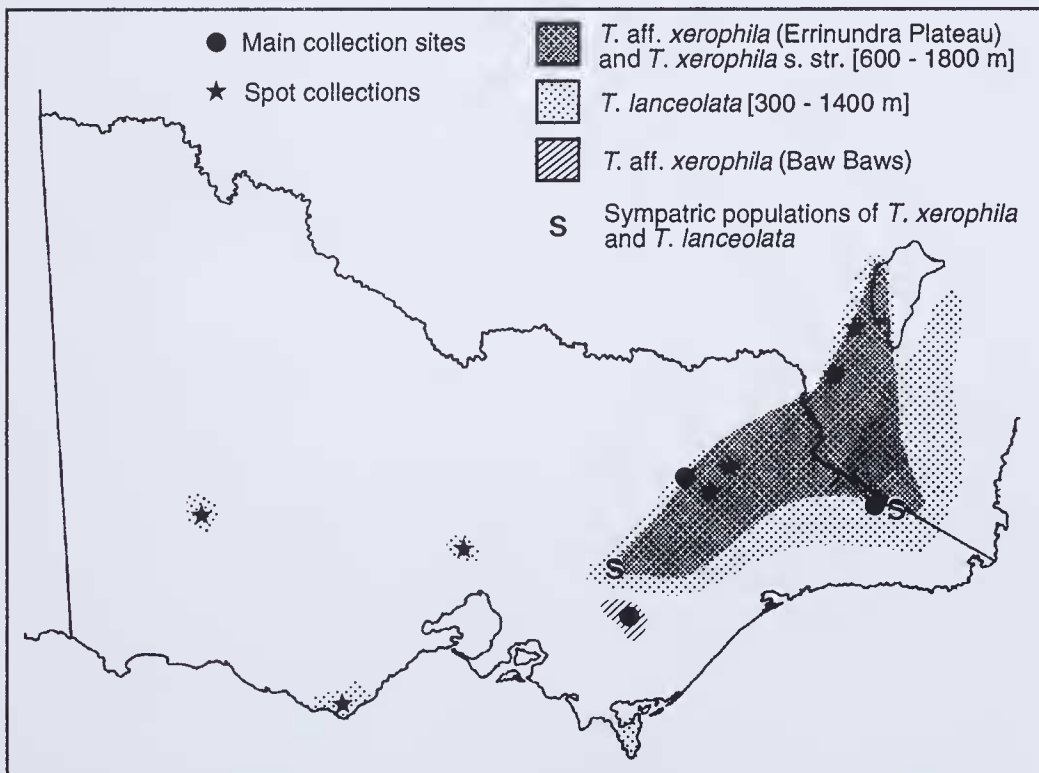 Main collection sites
Spot collections
T. aff. xerophila (Errinundra Plateau)
and T. xerophila s. str. [600 - 1800 m]
T. lanceolata [300 - 1400 m]
T. aff. xerophila (Baw Baws)
S Sympatric populations of T. xerophila
and T. lanceolata
S
S